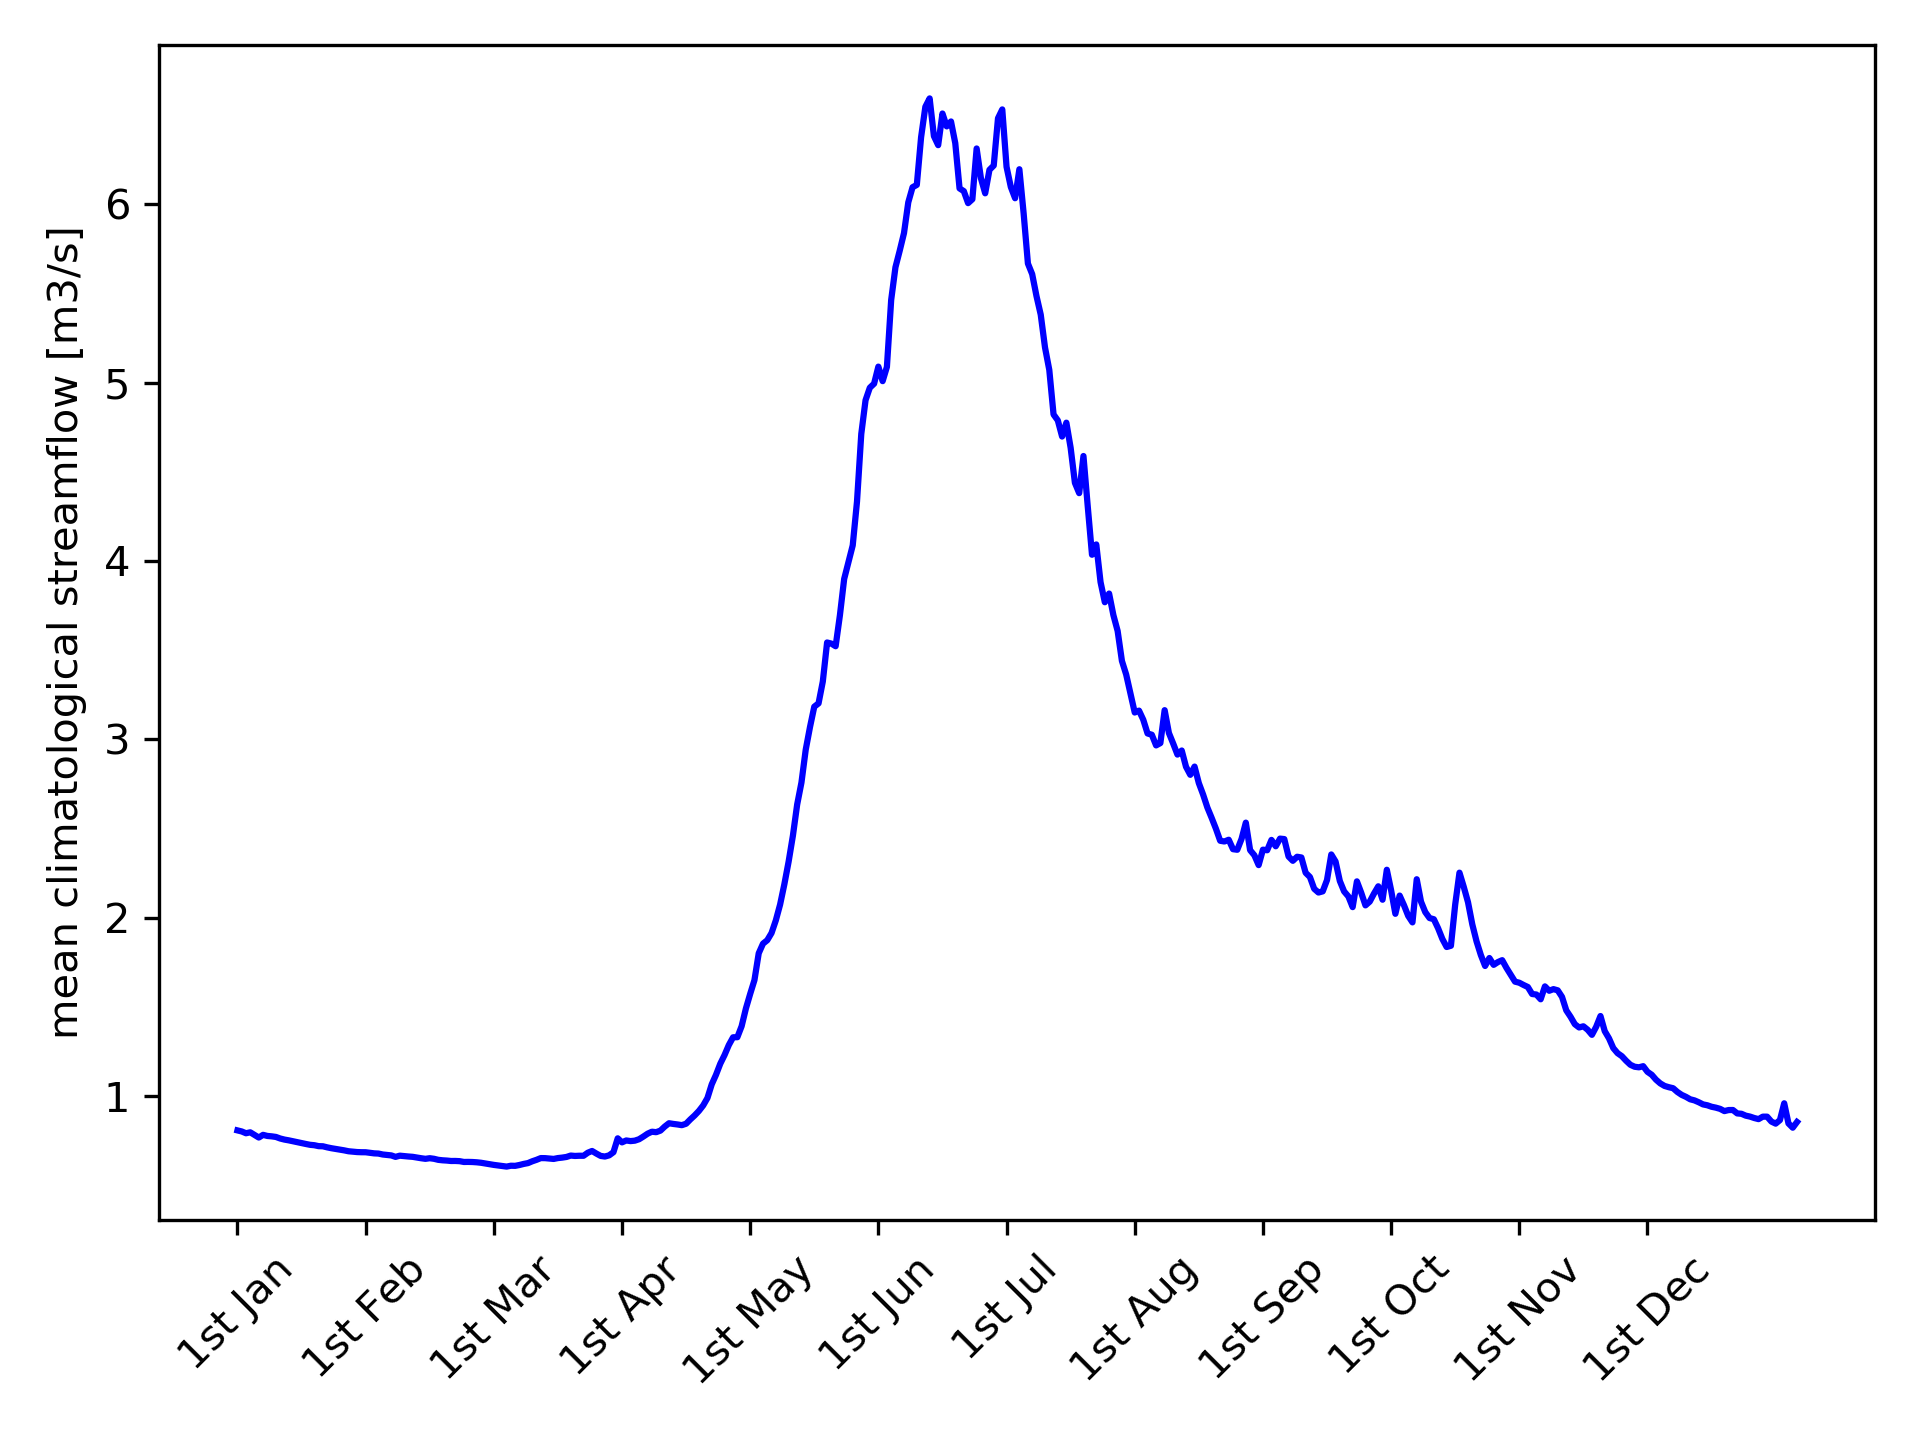 mean climatological streamflow [m3/s]
6
5
4
3
2
1
1st Jan
1st Feb
1st Mar
1st Apr
1st May
1st Jun
1st Jul
1st Aug
1st Sep
1st Oct
1st Nov
1st Dec